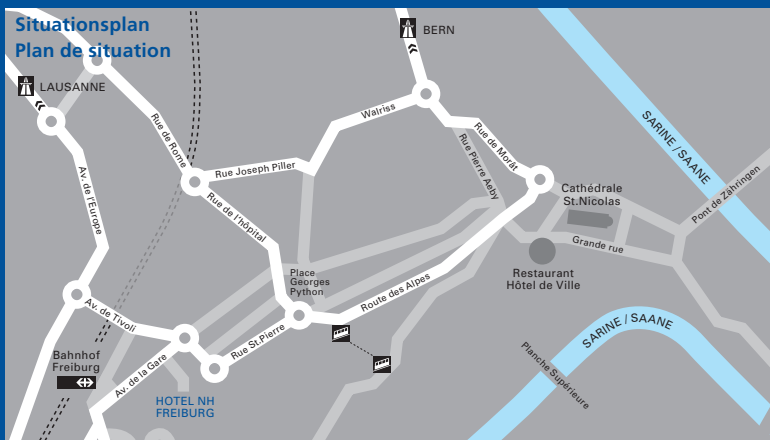 Situationsplan
Plan de situation
BERN
LAUSANNE
Walriss
Rue de Rome
Rue Joseph Piller
Rue de Morât
Rue Pierre Aeby
SARINE / SAANE
Pont de Zähringen
Cathédrale
St.Nicolas
Av. de l'Europe
Rue de l'hôpital
Grande rue
Restaurant
Hôtel de Ville
Place
Georges
Python
Route des Alpes
Av. de Tivoli
Rue St.Pierre
SARINE / SAANE
Planche Supérieure
Bahnhof
Freiburg
Av. de la Gare
HOTEL NH
FREIBURG